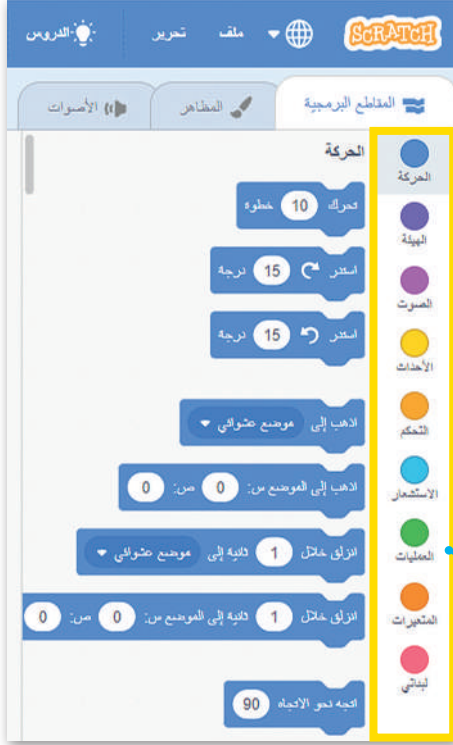 SCRATCH ملف تحرير الدروس
المقاطع البرمجية المظاهر الأصوات
الحركة
الهيئة
الصوت
الأحداث
التحكم
الاستشعار
العمليات
المتغيرات
لبناتي
الحركة
تحرك 10 خطوة
استدر 15 درجة
استدر 15 درجة
اذهب إلى موضع عشوائي
اذهب إلى الموضع س: 0 ص: 0
انزلق خلال 1 ثانية إلى موضع عشوائي
انزلق خلال 1 ثانية إلى الموضع س: 0 ص: 0
اتجه نحو الاتجاه 90